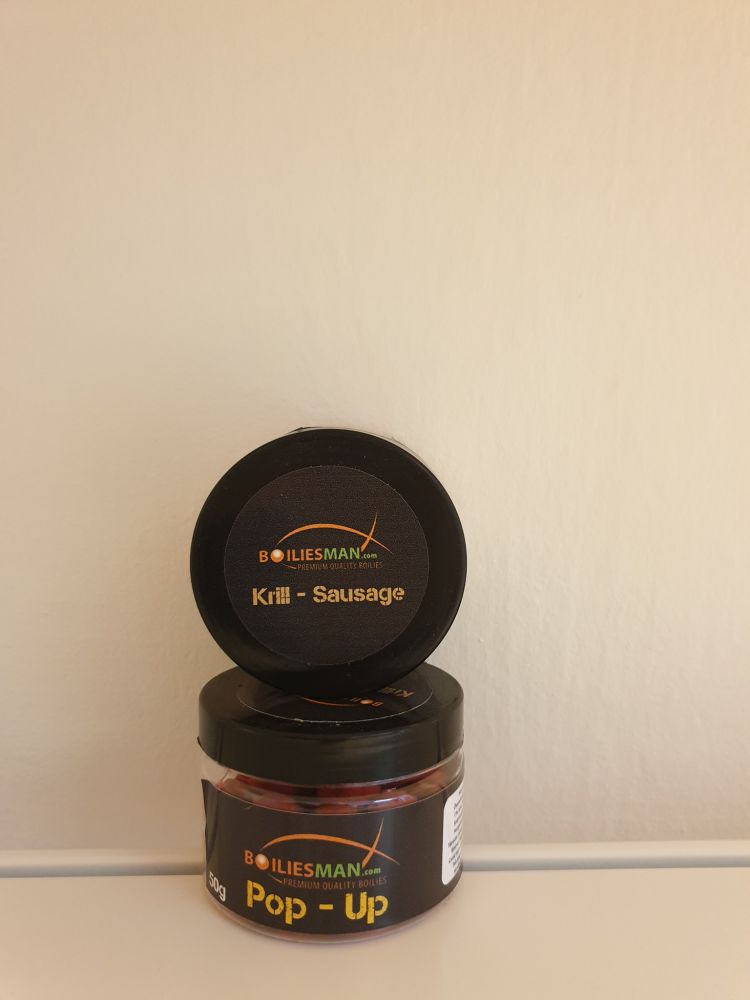 BOILIESMAN.com
PREMIUM QUALITY BOILIES
Krill - Sausage
BOILIESMAN.com
PREMIUM QUALITY BOILIES
50g
Pop - Up